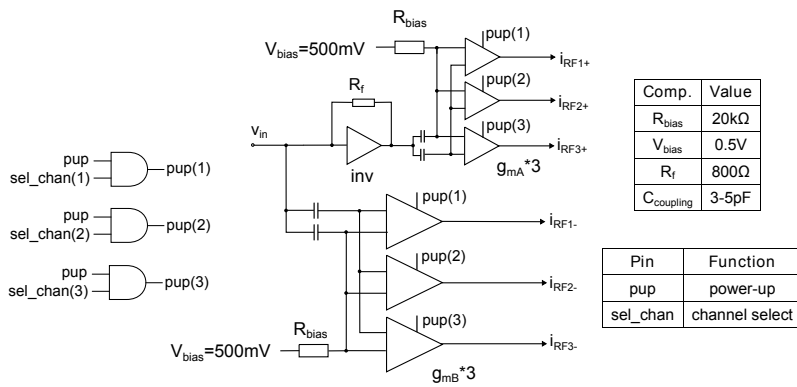 R_bias
V_bias=500mV
pup(1)
i_RF1+
R_f
pup(2)
i_RF2+
v_in
pup(3)
i_RF3+
inv
g_mA*3
pup
sel_chan(1)
pup(1)
pup
sel_chan(2)
pup(2)
pup
sel_chan(3)
pup(3)
pup(1)
i_RF1-
pup(2)
i_RF2-
pup(3)
i_RF3-
R_bias
V_bias=500mV
g_mB*3
Comp. Value
R_bias 20kΩ
V_bias 0.5V
R_f 800Ω
C_coupling 3-5pF
Pin Function
pup power-up
sel_chan channel select